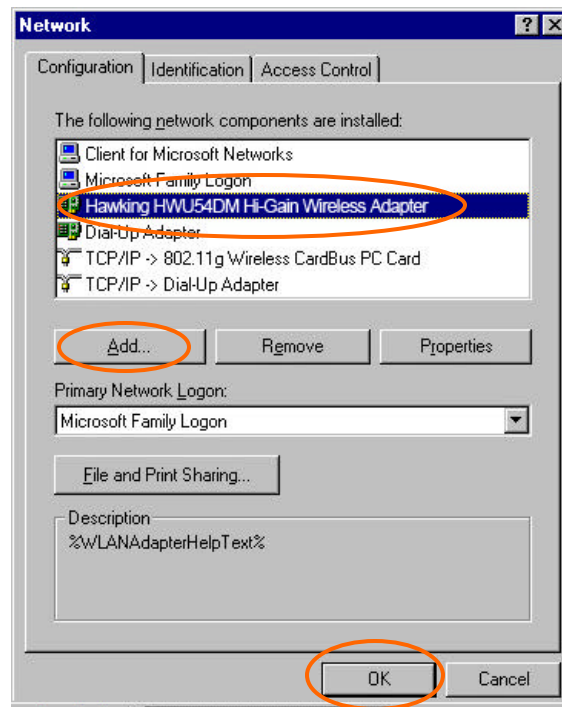 Network
Configuration Identification Access Control
The following network components are installed:
Client for Microsoft Networks
Microsoft Family Logon
Hawking HWU54DM Hi-Gain Wireless Adapter
Dial-Up Adapter
TCP/IP -> 802.11g Wireless CardBus PC Card
TCP/IP -> Dial-Up Adapter
Add... Remove Properties
Primary Network Logon:
Microsoft Family Logon
File and Print Sharing...
Description
%WLANAdapterHelpText%
OK Cancel